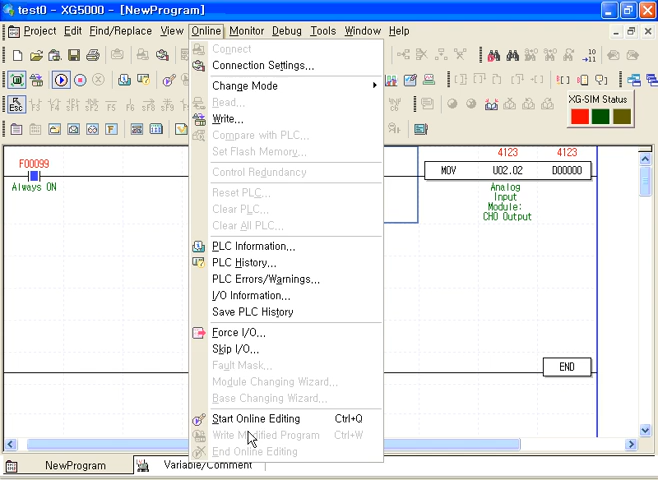 test0 - XG5000 - [NewProgram]
Project Edit Find/Replace View Online Monitor Debug Tools Window Help
Connect
Connection Settings...
Change Mode
Read...
Write...
Compare with PLC...
Set Flash Memory...
Control Redundancy
Reset PLC...
Clear PLC...
Clear All PLC...
PLC Information...
PLC History...
PLC Errors/Warnings...
I/O Information...
Save PLC History
Force I/O...
Skip I/O...
Fault Mask...
Module Changing Wizard...
Base Changing Wizard...
Start Online Editing Ctrl+Q
Write Modified Program Ctrl+W
End Online Editing
XG-SIM Status
Esc
F00099
Always ON
4123 4123
MOV U02.02 D00000
Analog
Input
Module:
CH0 Output
END
NewProgram
Variable/Comment